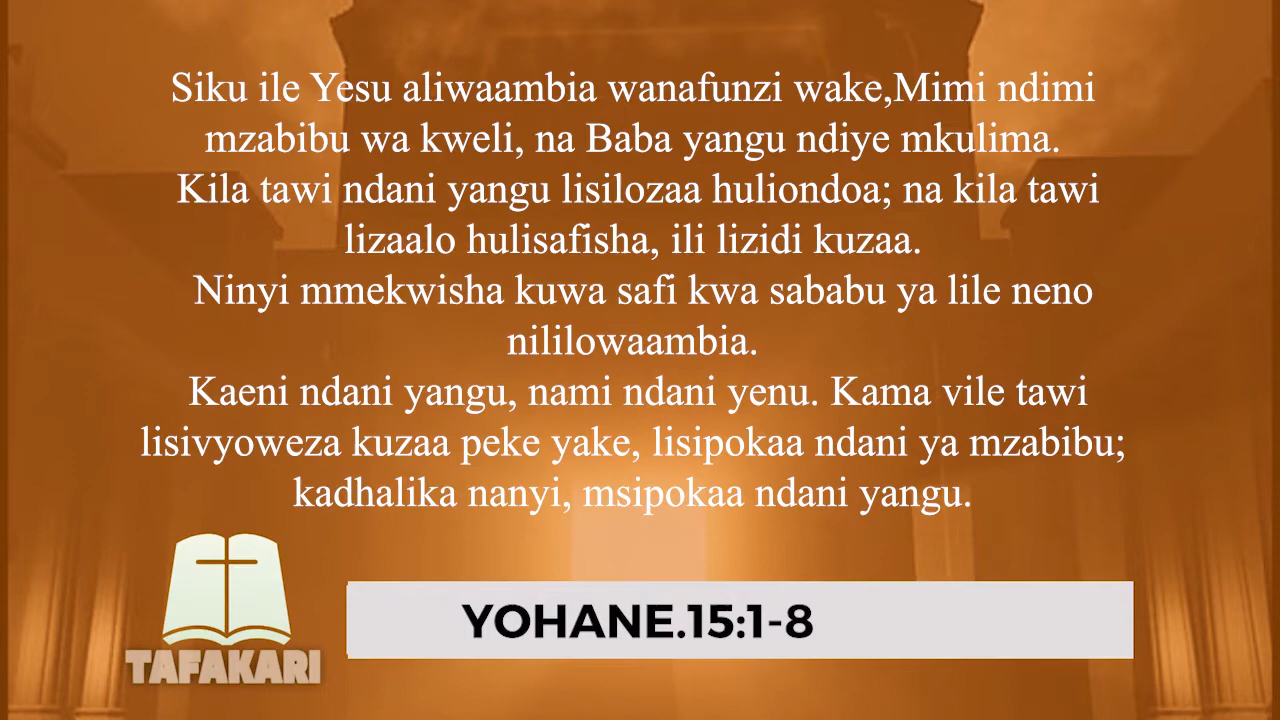 Siku ile Yesu aliwaambia wanafunzi wake,Mimi ndimi
mzabibu wa kweli, na Baba yangu ndiye mkulima.
Kila tawi ndani yangu lisilozaa huliondoa; na kila tawi
lizaalo hulisafisha, ili lizidi kuzaa.
Ninyi mmekwisha kuwa safi kwa sababu ya lile neno
nililowaambia.
Kaeni ndani yangu, nami ndani yenu. Kama vile tawi
lisivyoweza kuzaa peke yake, lisipokaa ndani ya mzabibu;
kadhalika nanyi, msipokaa ndani yangu.
YOHANE.15:1-8
TAFAKARI